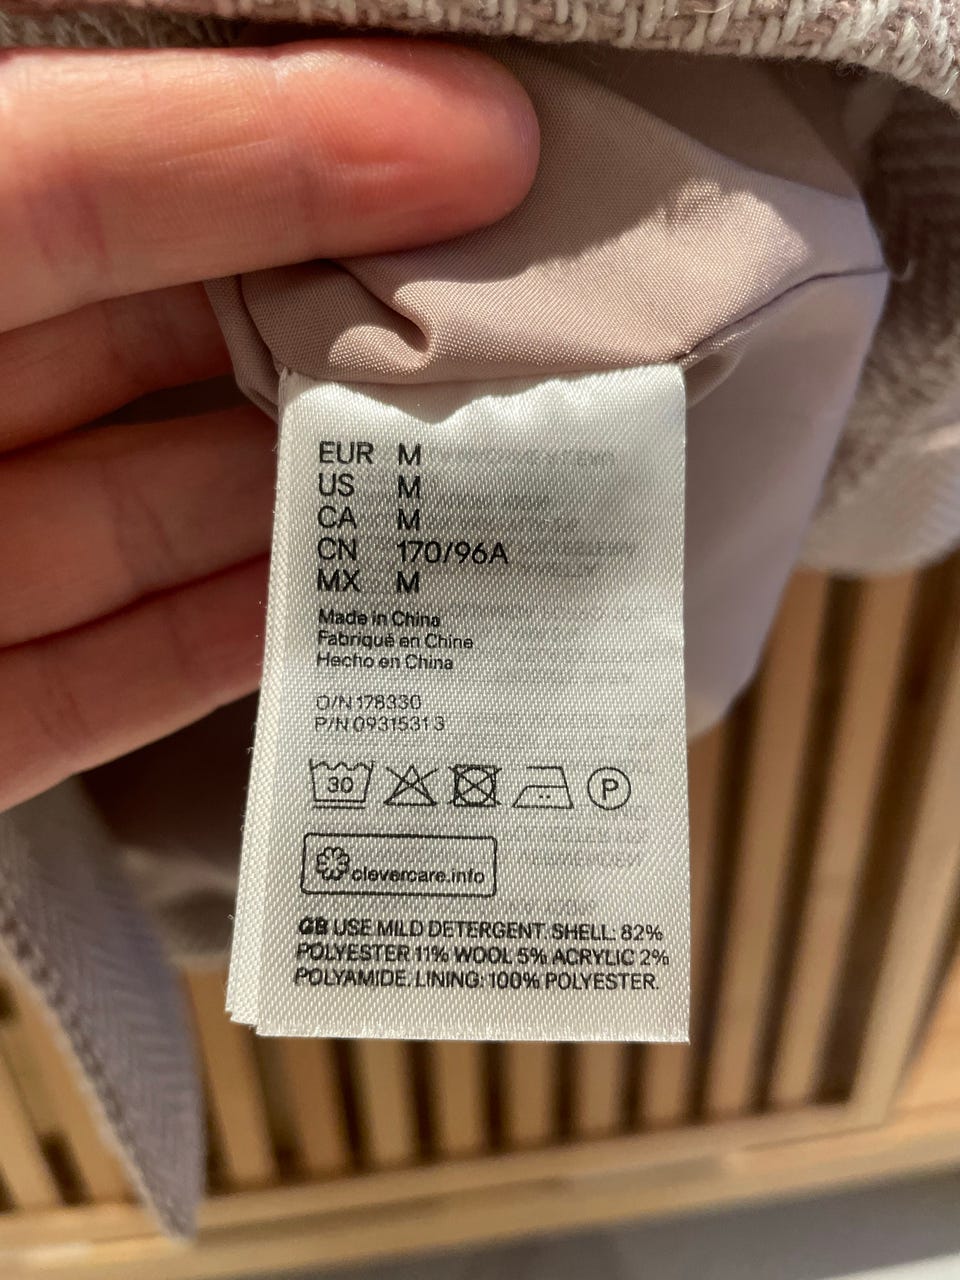 EUR M
US M
CA M
CN 170/96A
MX M
Made in China
Fabriqué en Chine
Hecho en China
O/N 178330
P/N 09315313
30
P
clevercare.info
GB USE MILD DETERGENT. SHELL: 82%
POLYESTER 11% WOOL 5% ACRYLIC 2%
POLYAMIDE. LINING: 100% POLYESTER.